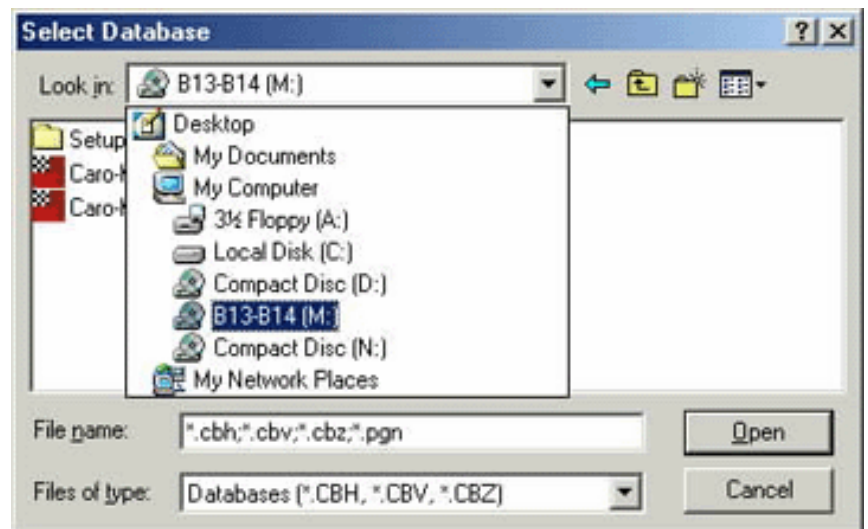 Select Database
Look in: B13-B14 (M:)
Desktop
Setup
My Documents
Caro-
My Computer
Caro-
3½ Floppy (A:)
Local Disk (C:)
Compact Disc (D:)
B13-B14 (M:)
Compact Disc (N:)
My Network Places
File name: *.cbh;*.cbv;*.cbz;*.pgn Open
Files of type: Databases (*.CBH, *.CBV, *.CBZ) Cancel